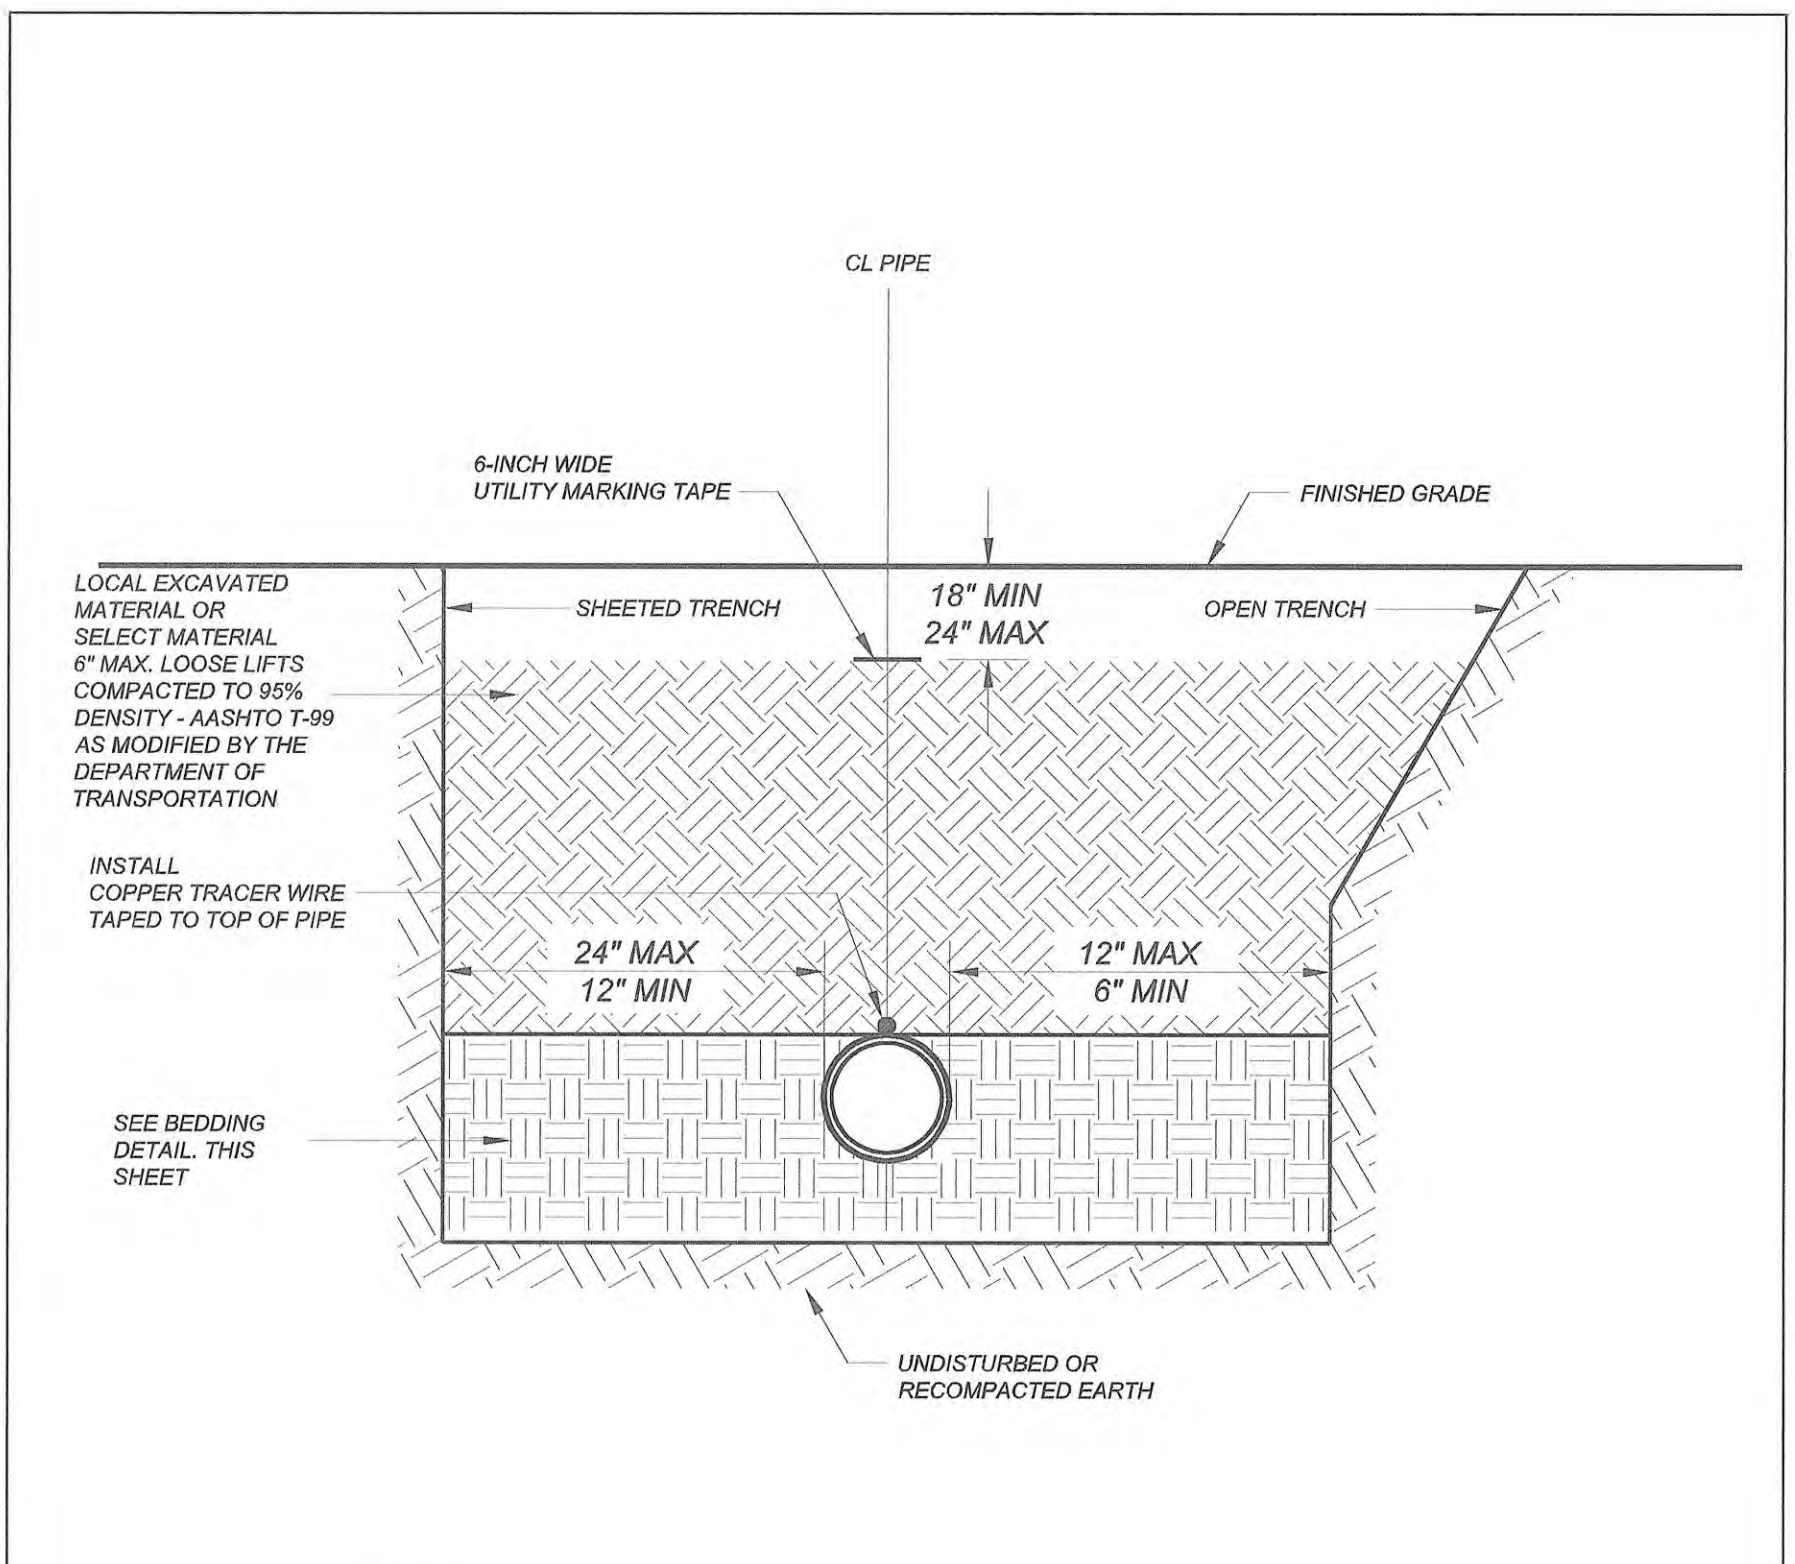 CL PIPE
6-INCH WIDE
UTILITY MARKING TAPE
FINISHED GRADE
LOCAL EXCAVATED
MATERIAL OR
SELECT MATERIAL
6" MAX. LOOSE LIFTS
COMPACTED TO 95%
DENSITY - AASHTO T-99
AS MODIFIED BY THE
DEPARTMENT OF
TRANSPORTATION
SHEETED TRENCH
18" MIN
24" MAX
OPEN TRENCH
INSTALL
COPPER TRACER WIRE
TAPED TO TOP OF PIPE
24" MAX
12" MIN
12" MAX
6" MIN
SEE BEDDING
DETAIL. THIS
SHEET
UNDISTURBED OR
RECOMPACTED EARTH